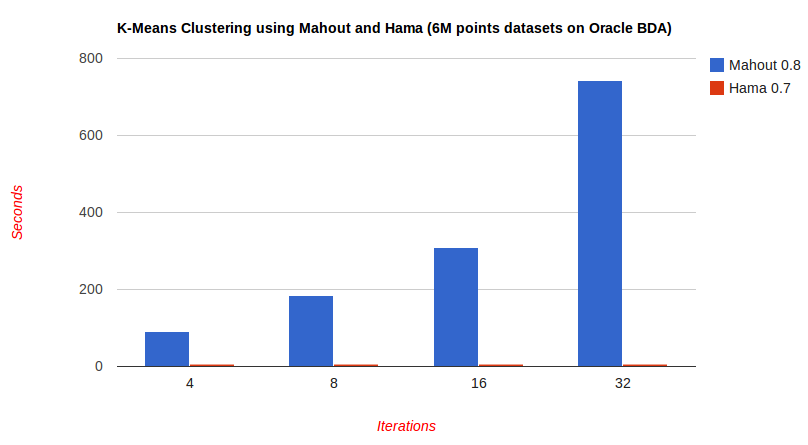 K-Means Clustering using Mahout and Hama (6M points datasets on Oracle BDA)
800
600
400
200
0
Seconds
4
8
16
32
Iterations
Mahout 0.8
Hama 0.7